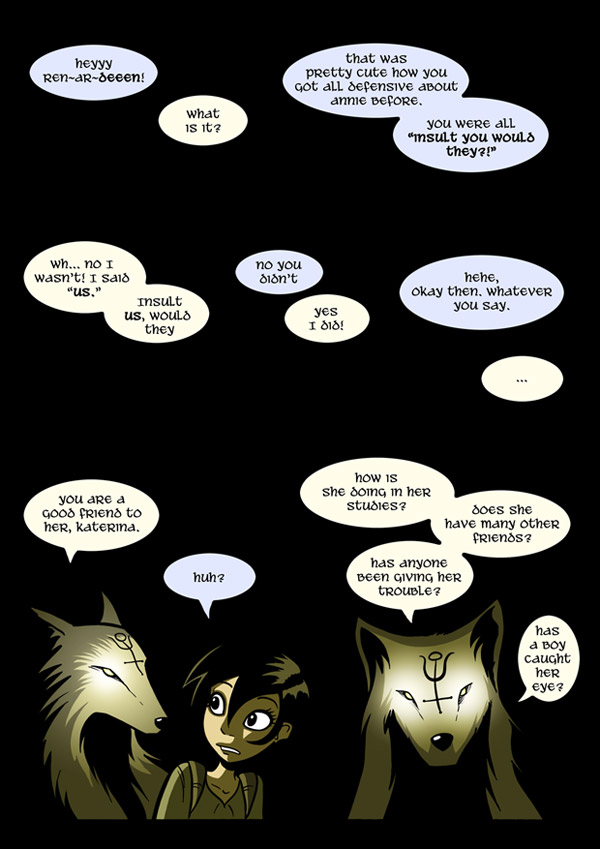 heyyy
Ren-ar-deeen!
what
is it?
that was
pretty cute how you
got all defensive about
annie before.
you were all
“insult you would
they?!”
wh... no I
wasn't! I said
“us.”
Insult
us, would
they
no you
didn't
yes
I did!
hehe,
okay then. whatever
you say.
...
you are a
good friend to
her, katerina.
huh?
how is
she doing in her
studies?
does she
have many other
friends?
has anyone
been giving her
trouble?
has
a boy
caught
her
eye?